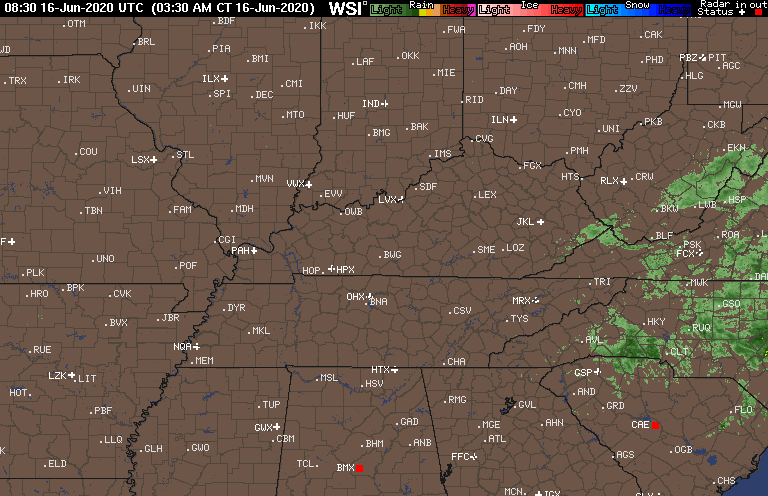 08:30 16-Jun-2020 UTC (03:30 AM CT 16-Jun-2020) WSI Light Rain Heavy Light Ice Heavy Light Snow Heavy Radar in out
Status
OTM BDF IKK FDY CAK
BRL PIA OKK AOH MNN MFD
BMI LAF PHD PBZ PIT
TRX IRK ILX MIE HLG AGC
UIN SPI DEC CMI IND RID DAY CMH ZZV MGW
MTO HUF ILN CYO
BMG BAK UNI PKB CKB
COU LSX STL IMS CVG PMH EKN
FGX
VIH MVN VWX EVV SDF HTS RLX CRW
TBN FAM MDH OWB LVX LEX BKW LWB HSP
JKL
CGI BLF ROA
UNO PAH BWG SME LOZ PSK
FCX
PLK POF HOP HPX
HRO BPK CVK OHX BNA MRX TRI MWK
DYR CSV GSO
BVX JBR MKL TYS HKY RUQ
RUE NQA MEM AVL CLT
LZK LIT HTX CHA GSP
HOT MSL HSV AND
PBF TUP RMG GVL GRD FLO
GWX GAD MGE AHN CAE
LLQ GLH GWO CBM BHM ANB ATL OGB
ELD TCL BMX FFC AGS
MCN IGX CHS